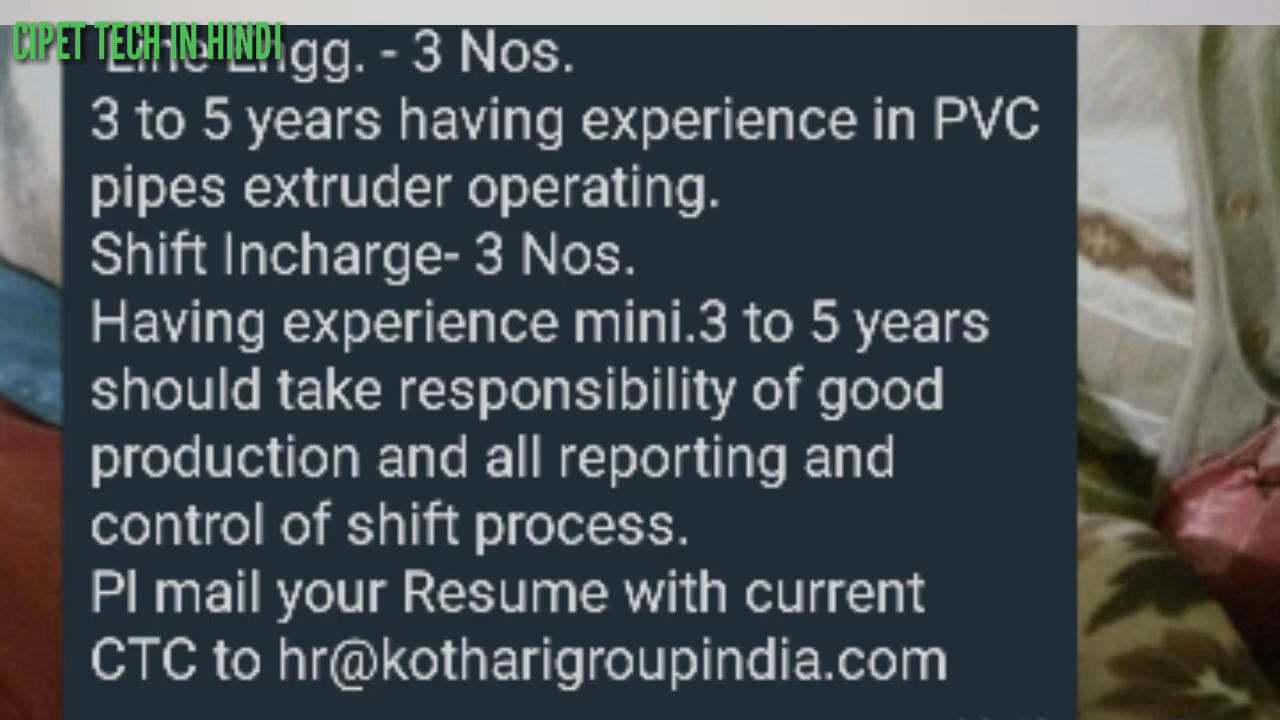 CIPET TECH IN HINDI
Line Engg. - 3 Nos.
3 to 5 years having experience in PVC
pipes extruder operating.
Shift Incharge- 3 Nos.
Having experience mini.3 to 5 years
should take responsibility of good
production and all reporting and
control of shift process.
Pl mail your Resume with current
CTC to hr@kotharigroupindia.com